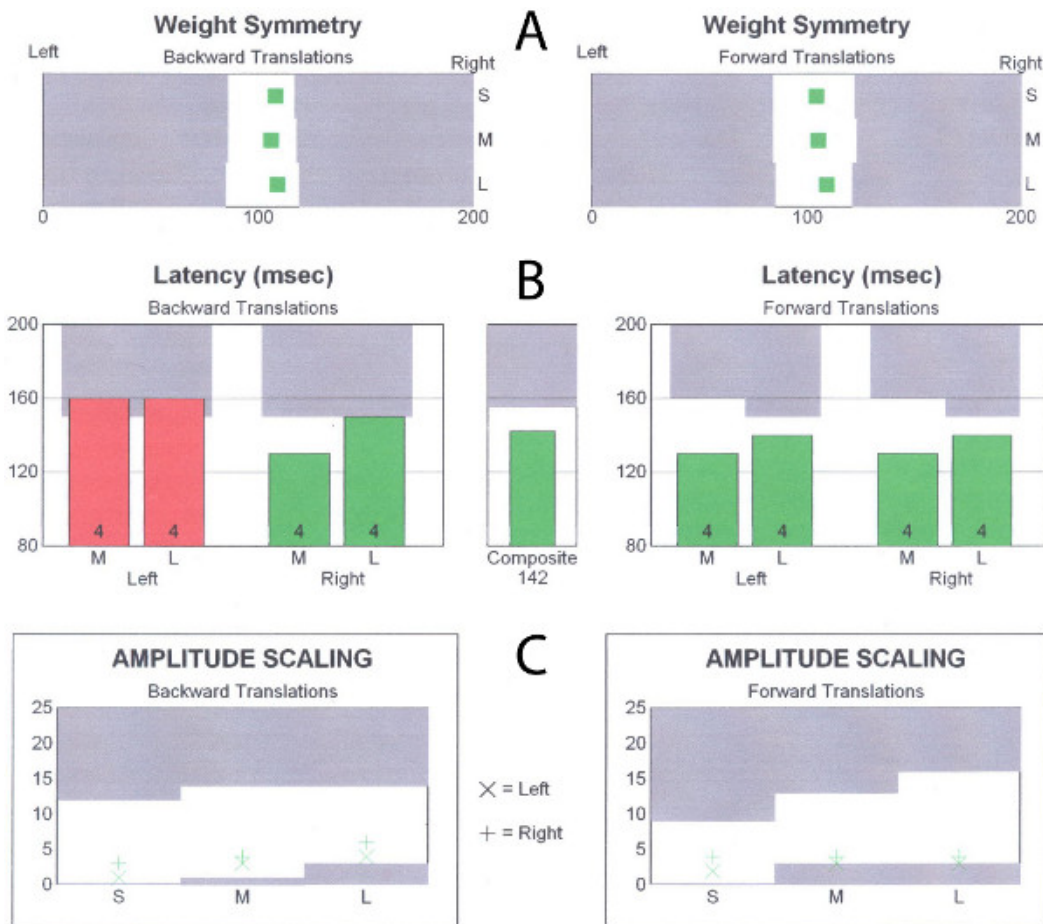 Weight Symmetry
Left
Backward Translations
Right
S
M
L
0 100 200
A
Weight Symmetry
Left
Forward Translations
Right
S
M
L
0 100 200
Latency (msec)
Backward Translations
200
160
120
80
4 4 4 4
M L M L
Left Right
B
Composite
142
Latency (msec)
Forward Translations
200
160
120
80
4 4 4 4
M L M L
Left Right
AMPLITUDE SCALING
Backward Translations
25
20
15
10
5
0
S M L
C
× = Left
+ = Right
AMPLITUDE SCALING
Forward Translations
25
20
15
10
5
0
S M L